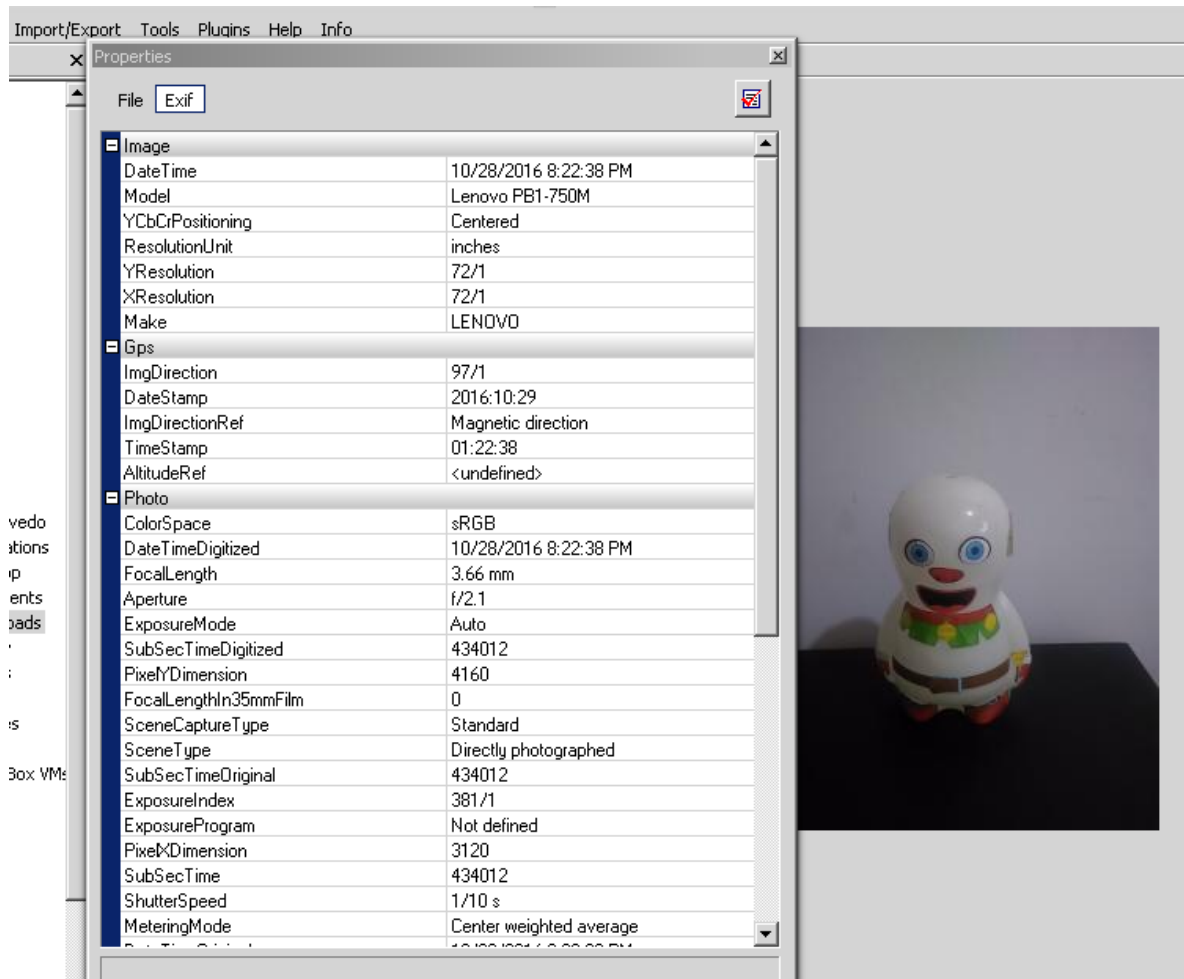 Import/Export Tools Plugins Help Info
Properties
File Exif
Image
DateTime 10/28/2016 8:22:38 PM
Model Lenovo PB1-750M
YCbCrPositioning Centered
ResolutionUnit inches
YResolution 72/1
XResolution 72/1
Make LENOVO
Gps
ImgDirection 97/1
DateStamp 2016:10:29
ImgDirectionRef Magnetic direction
TimeStamp 01:22:38
AltitudeRef <undefined>
Photo
ColorSpace sRGB
DateTimeDigitized 10/28/2016 8:22:38 PM
FocalLength 3.66 mm
Aperture f/2.1
ExposureMode Auto
SubSecTimeDigitized 434012
PixelYDimension 4160
FocalLengthIn35mmFilm 0
SceneCaptureType Standard
SceneType Directly photographed
SubSecTimeOriginal 434012
ExposureIndex 381/1
ExposureProgram Not defined
PixelXDimension 3120
SubSecTime 434012
ShutterSpeed 1/10 s
MeteringMode Center weighted average
vedo
ations
op
ents
oads
es
Box VMs